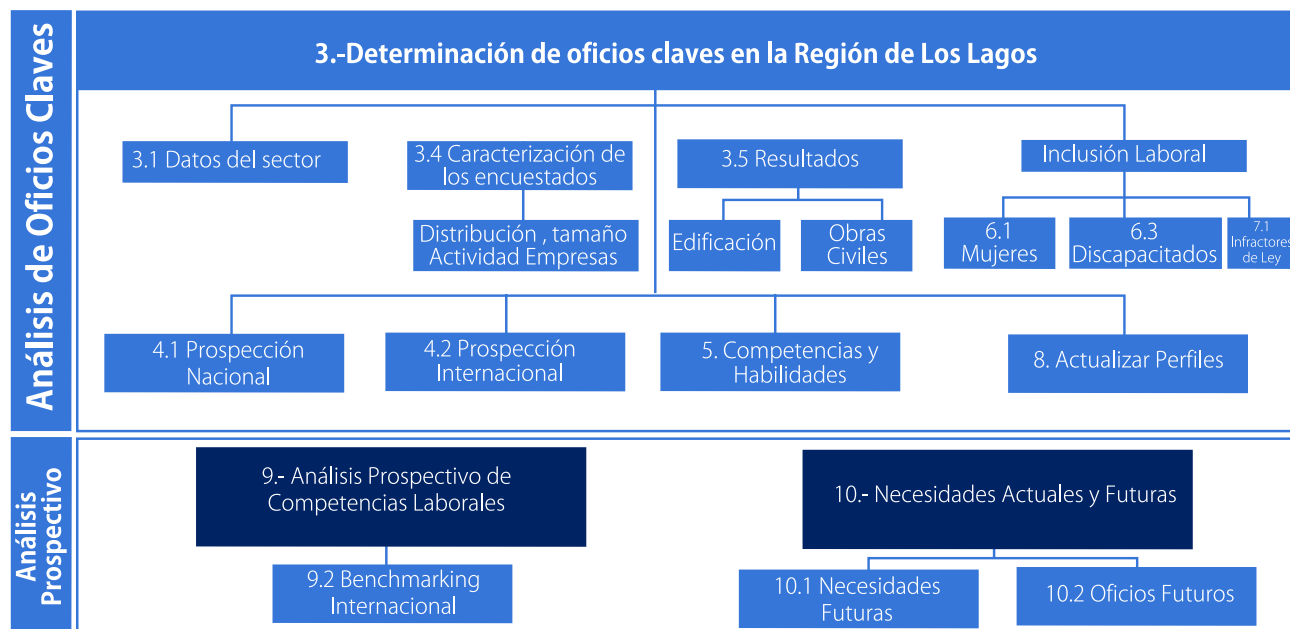 Análisis de Oficios Claves
3.-Determinación de oficios claves en la Región de Los Lagos
3.1 Datos del sector
3.4 Caracterización de
los encuestados
Distribución , tamaño
Actividad Empresas
3.5 Resultados
Edificación
Obras
Civiles
Inclusión Laboral
6.1
Mujeres
6.3
Discapacitados
7.1
Infractores
de Ley
4.1 Prospección
Nacional
4.2 Prospección
Internacional
5. Competencias y
Habilidades
8. Actualizar Perfiles
Análisis
Prospectivo
9.- Análisis Prospectivo de
Competencias Laborales
9.2 Benchmarking
Internacional
10.- Necesidades Actuales y Futuras
10.1 Necesidades
Futuras
10.2 Oficios Futuros